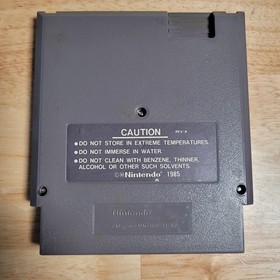 CAUTION
REV-A
●DO NOT STORE IN EXTREME TEMPERATURES.
●DO NOT IMMERSE IN WATER.
●DO NOT CLEAN WITH BENZENE, THINNER,
ALCOHOL OR OTHER SUCH SOLVENTS.
©®Nintendo 1985
Nintendo